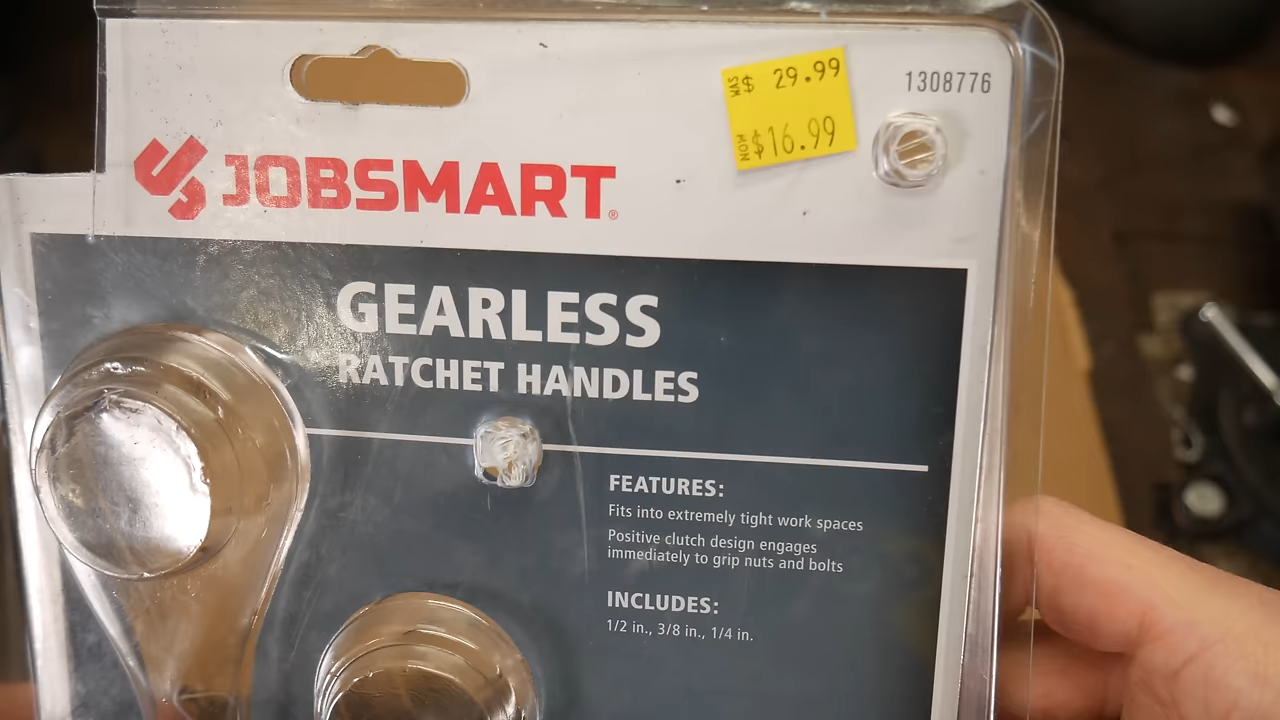 WAS $ 29.99
NOW $16.99
1308776
JOBSMART®
GEARLESS
RATCHET HANDLES
FEATURES:
Fits into extremely tight work spaces
Positive clutch design engages
immediately to grip nuts and bolts
INCLUDES:
1/2 in., 3/8 in., 1/4 in.